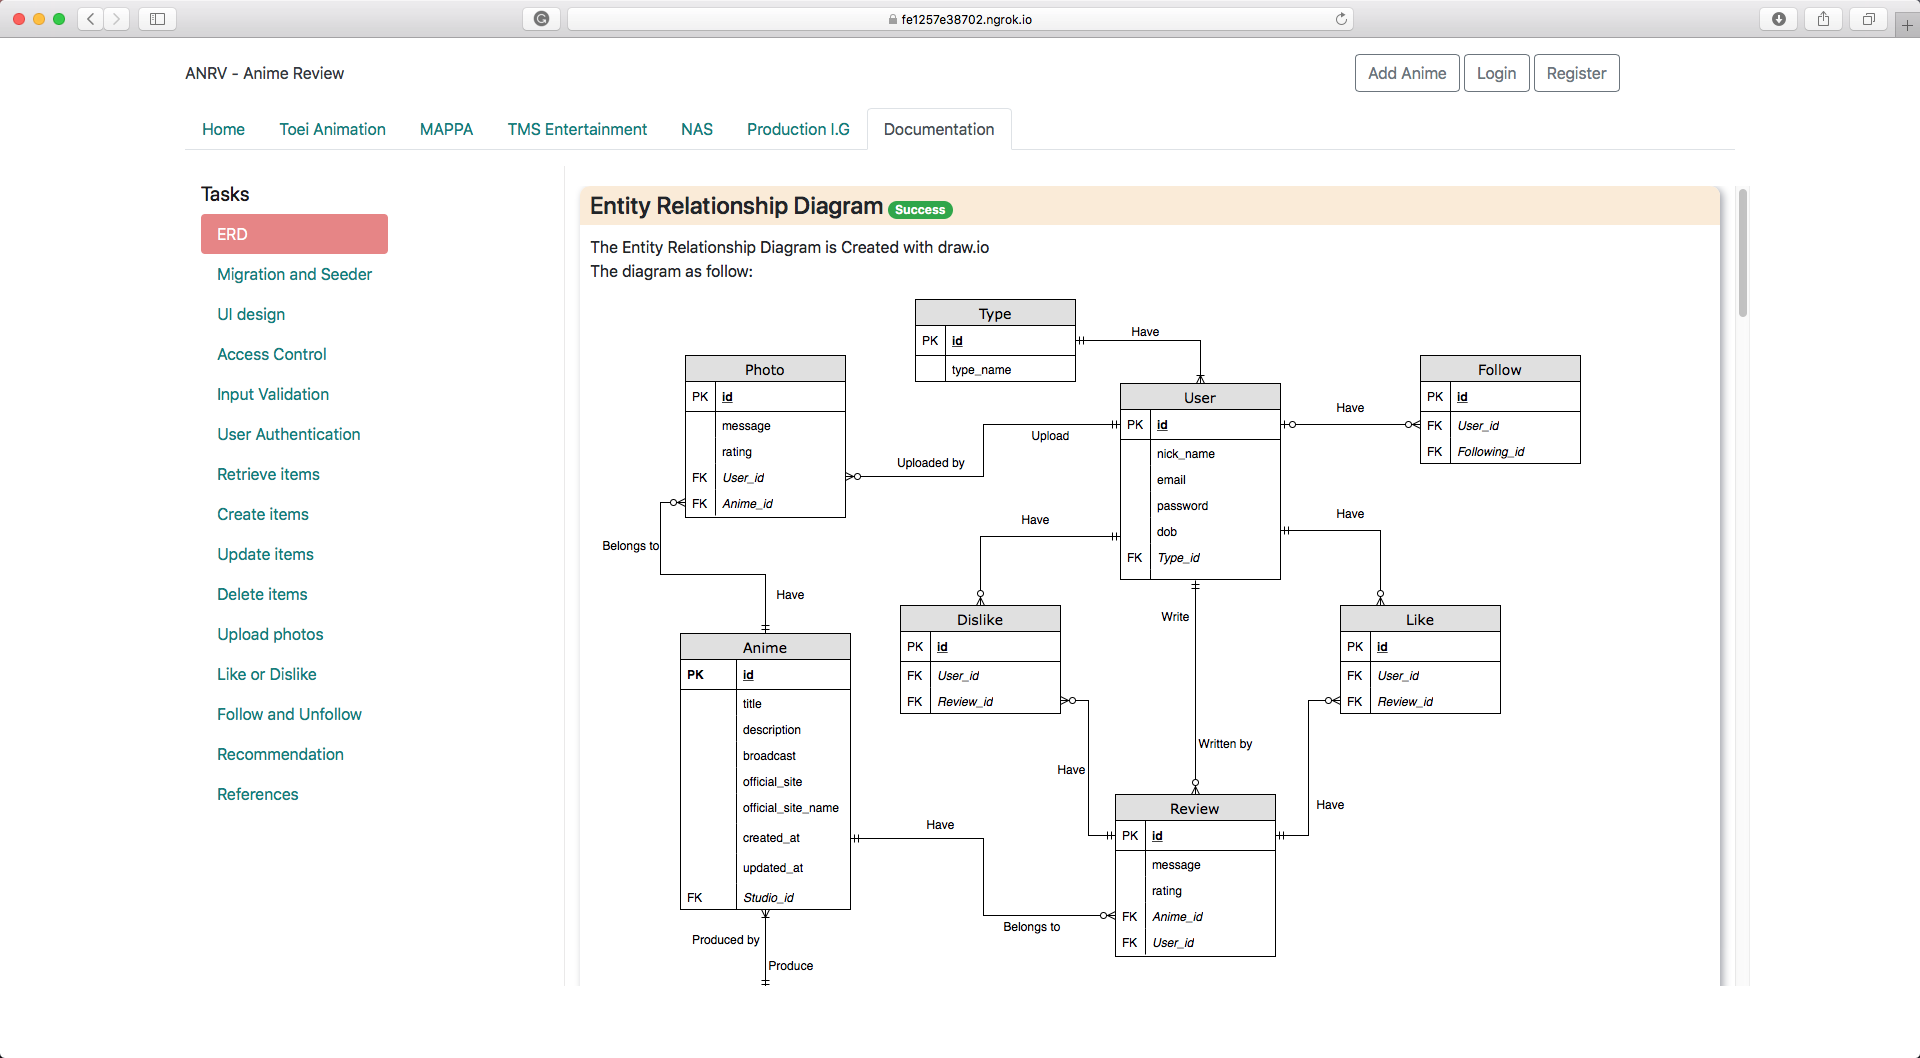 fe1257e38702.ngrok.io
ANRV - Anime Review
Add Anime
Login
Register
Home
Toei Animation
MAPPA
TMS Entertainment
NAS
Production I.G
Documentation
Tasks
ERD
Migration and Seeder
UI design
Access Control
Input Validation
User Authentication
Retrieve items
Create items
Update items
Delete items
Upload photos
Like or Dislike
Follow and Unfollow
Recommendation
References
Entity Relationship Diagram Success
The Entity Relationship Diagram is Created with draw.io
The diagram as follow:
Type
PK id
type_name
Have
Photo
PK id
message
rating
FK User_id
FK Anime_id
Uploaded by
Upload
User
PK id
nick_name
email
password
dob
FK Type_id
Have
Follow
PK id
FK User_id
FK Following_id
Have
Have
Belongs to
Have
Write
Dislike
PK id
FK User_id
FK Review_id
Like
PK id
FK User_id
FK Review_id
Anime
PK id
title
description
broadcast
official_site
official_site_name
created_at
updated_at
FK Studio_id
Written by
Have
Have
Have
Belongs to
Review
PK id
message
rating
FK Anime_id
FK User_id
Produced by
Produce